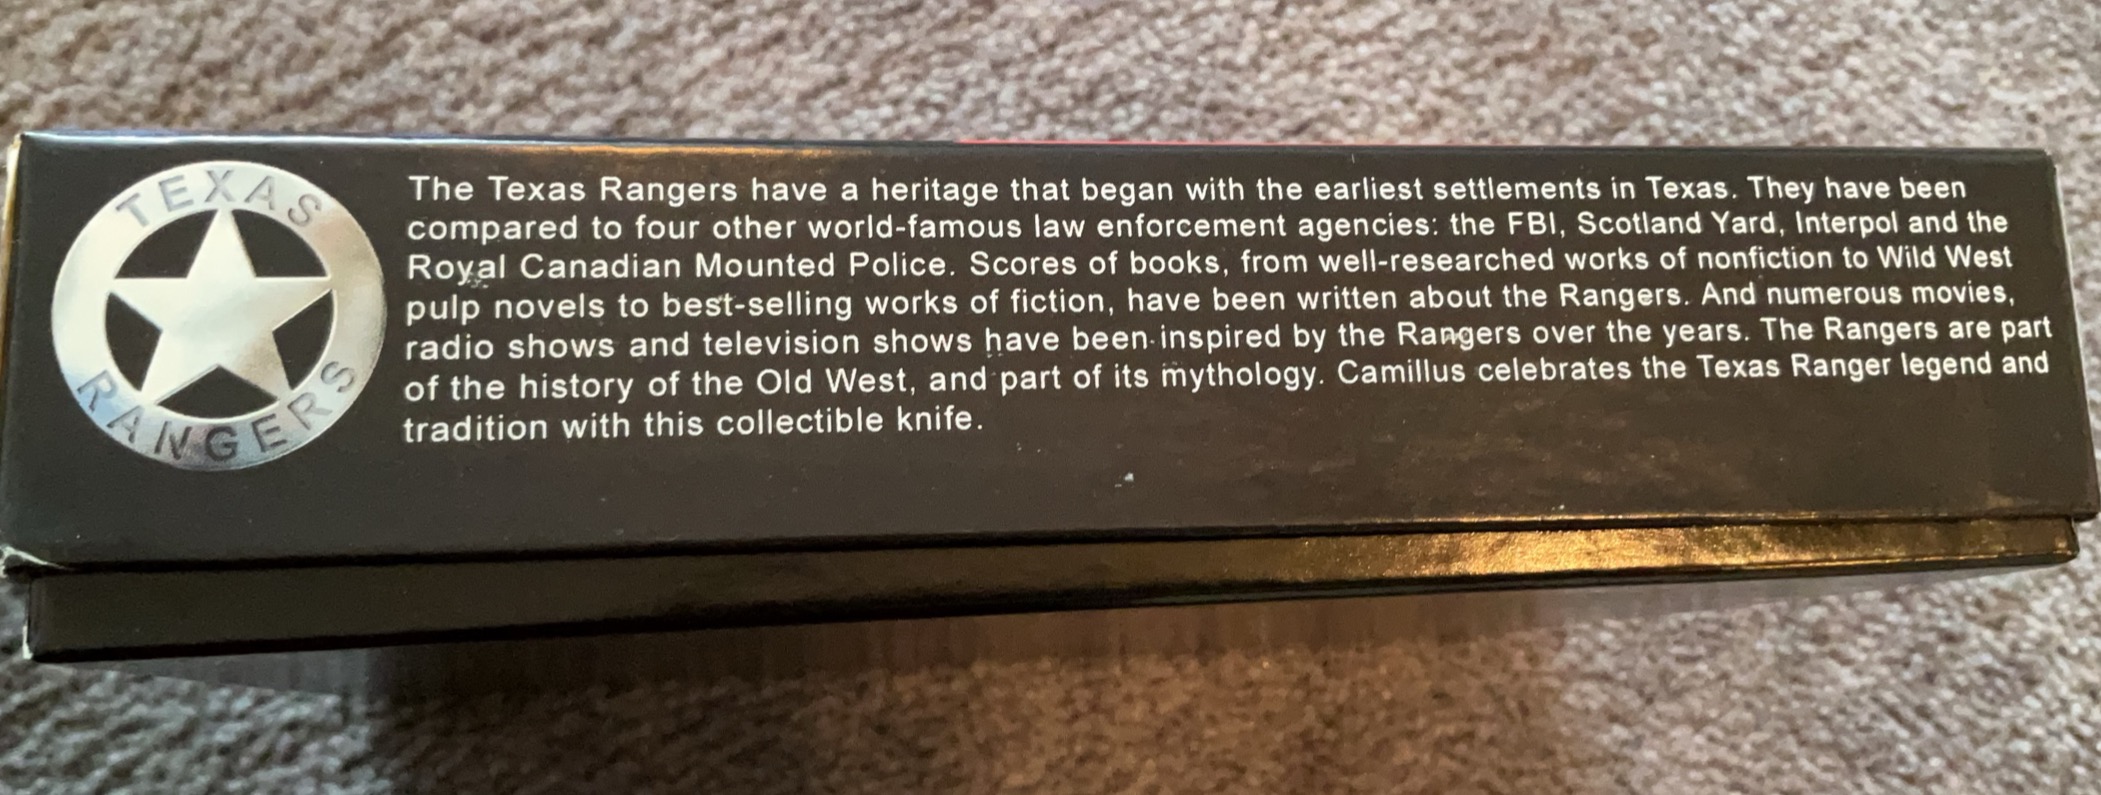 TEXAS
RANGERS
The Texas Rangers have a heritage that began with the earliest settlements in Texas. They have been
compared to four other world-famous law enforcement agencies: the FBI, Scotland Yard, Interpol and the
Royal Canadian Mounted Police. Scores of books, from well-researched works of nonfiction to Wild West
pulp novels to best-selling works of fiction, have been written about the Rangers. And numerous movies,
radio shows and television shows have been inspired by the Rangers over the years. The Rangers are part
of the history of the Old West, and part of its mythology. Camillus celebrates the Texas Ranger legend and
tradition with this collectible knife.